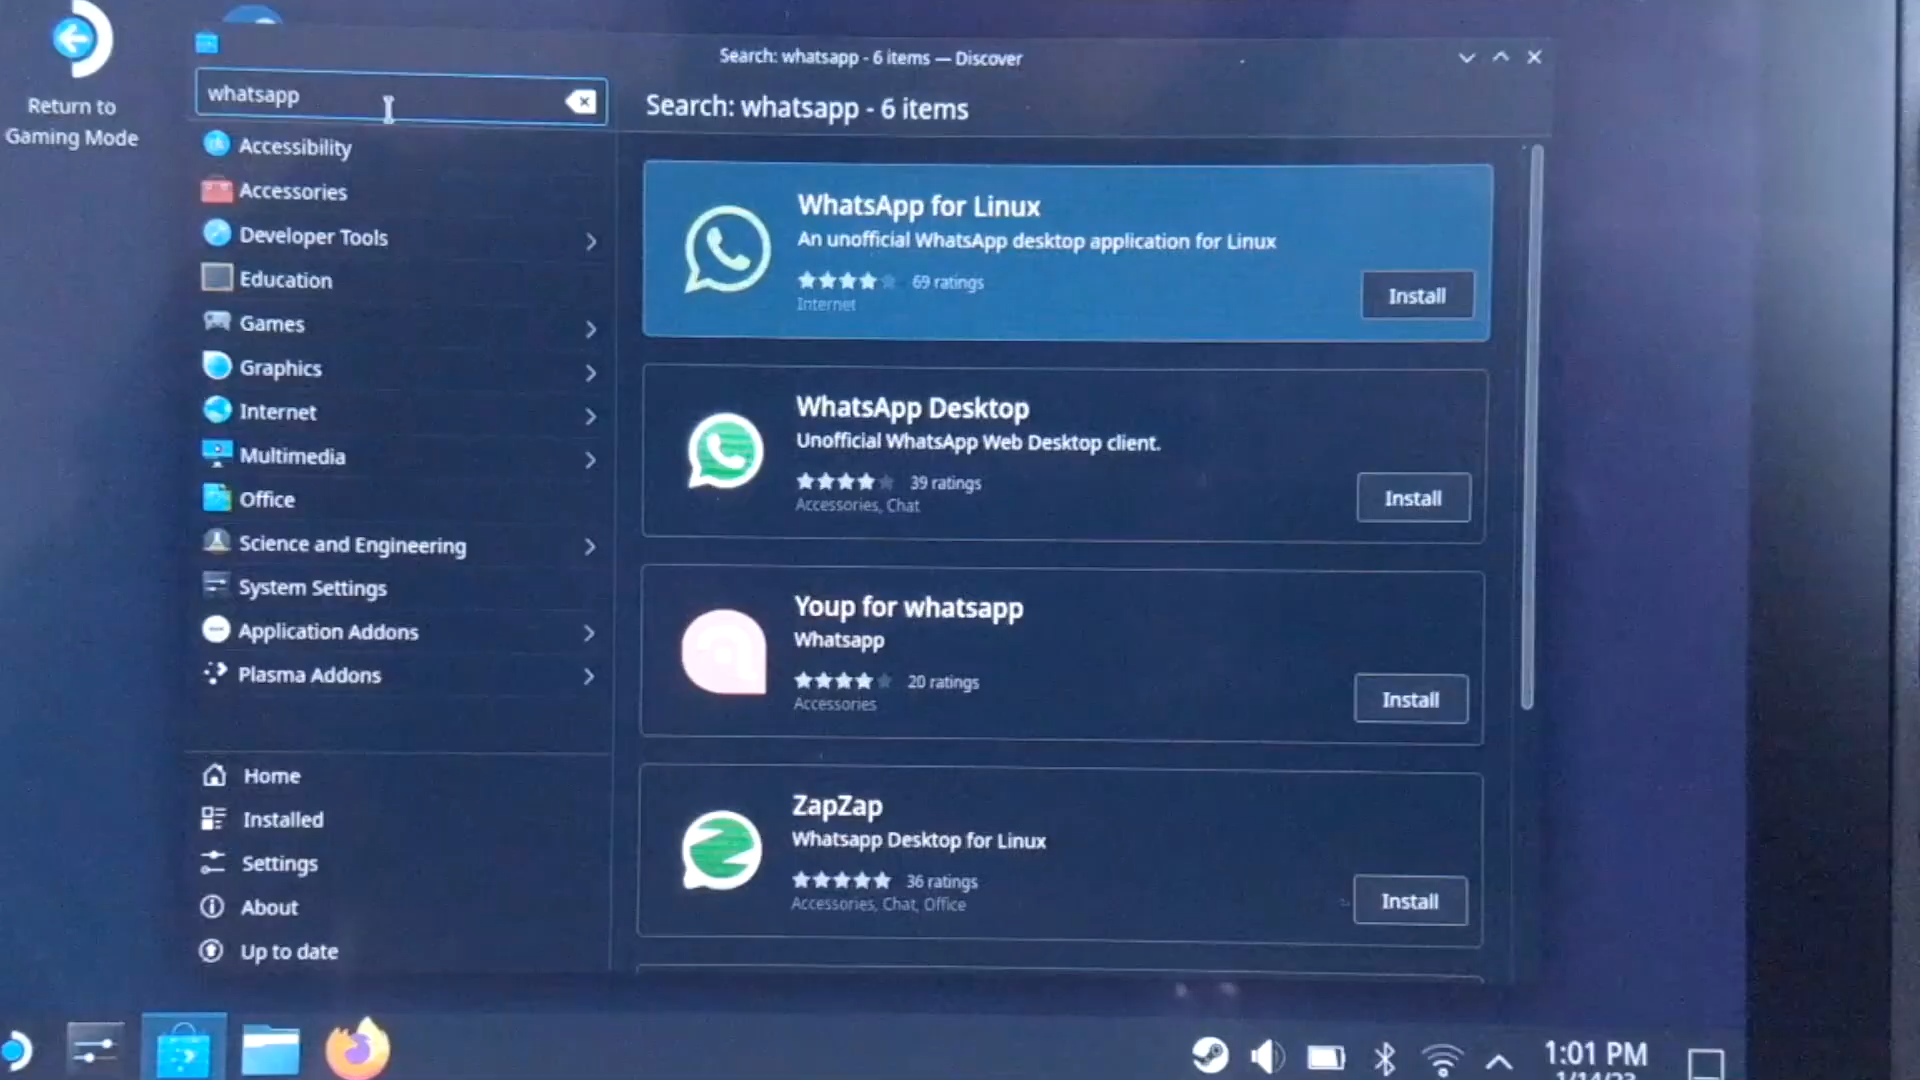 Return to
Gaming Mode
Search: whatsapp - 6 items — Discover
whatsapp
Search: whatsapp - 6 items
Accessibility
Accessories
Developer Tools
Education
Games
Graphics
Internet
Multimedia
Office
Science and Engineering
System Settings
Application Addons
Plasma Addons
Home
Installed
Settings
About
Up to date
WhatsApp for Linux
An unofficial WhatsApp desktop application for Linux
69 ratings
Internet
Install
WhatsApp Desktop
Unofficial WhatsApp Web Desktop client.
39 ratings
Accessories, Chat
Install
Youp for whatsapp
Whatsapp
20 ratings
Accessories
Install
ZapZap
Whatsapp Desktop for Linux
36 ratings
Accessories, Chat, Office
Install
1:01 PM
1/14/23